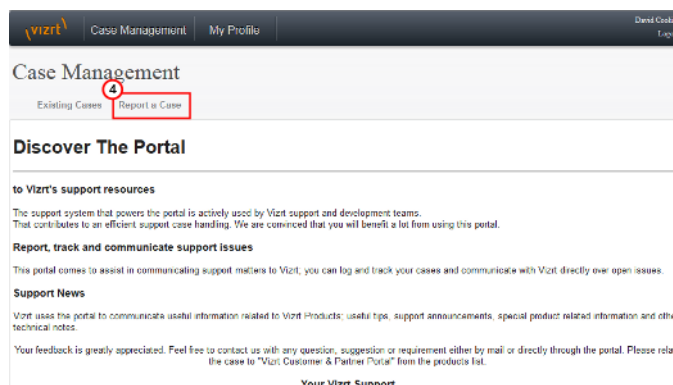 vizrt Case Management My Profile
David
Case Management
4
Existing Cases Report a Case
Discover The Portal
to Vizrt's support resources
The support system that powers the portal is actively used by Vizrt support and development teams.
That contributes to an efficient support case handling. We are convinced that you will benefit a lot from using this portal.
Report, track and communicate support issues
This portal comes to assist in communicating support matters to Vizrt, you can log and track your cases and communicate with Vizrt directly over open issues.
Support News
Vizrt uses the portal to communicate useful information related to Vizrt Products; useful tips, support announcements, special product related information and othe
technical notes.
Your feedback is greatly appreciated. Feel free to contact us with any question, suggestion or requirement either by mail or directly through the portal. Please rela
the case to "Vizrt Customer & Partner Portal" from the products list.
Your Vizrt Support